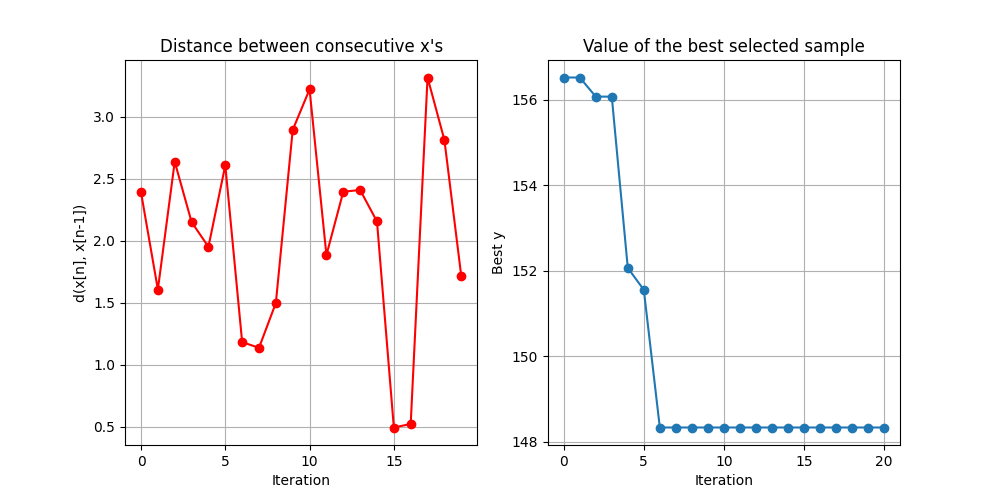 Distance between consecutive x's
d(x[n], x[n-1])
3.0
2.5
2.0
1.5
1.0
0.5
0 5 10 15
Iteration
Value of the best selected sample
Best y
156
154
152
150
148
0 5 10 15 20
Iteration